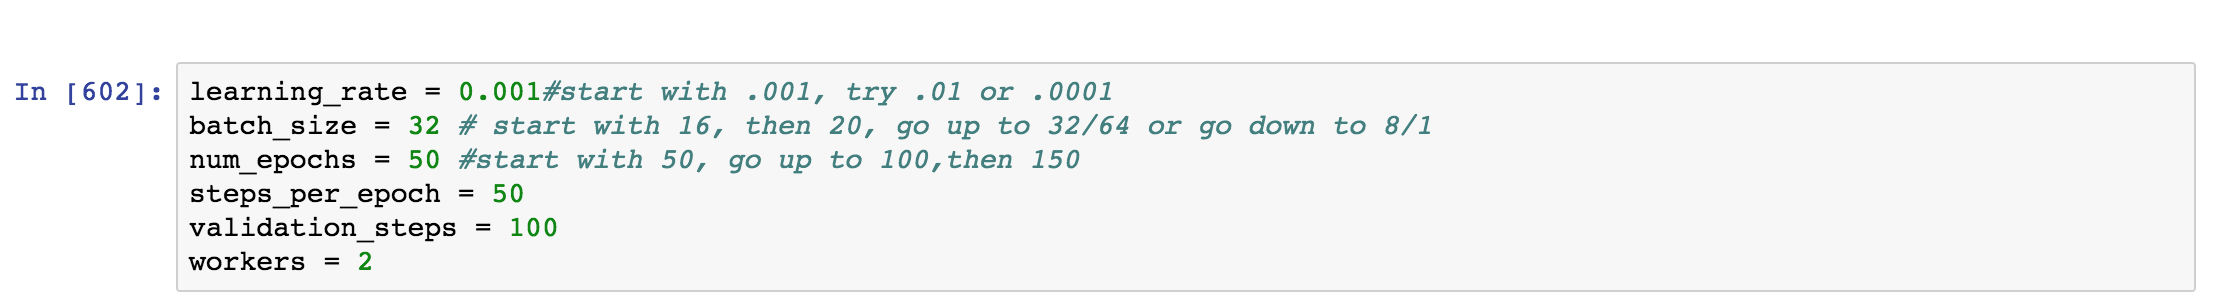 In [602]: learning_rate = 0.001#start with .001, try .01 or .0001
batch_size = 32 # start with 16, then 20, go up to 32/64 or go down to 8/1
num_epochs = 50 #start with 50, go up to 100,then 150
steps_per_epoch = 50
validation_steps = 100
workers = 2